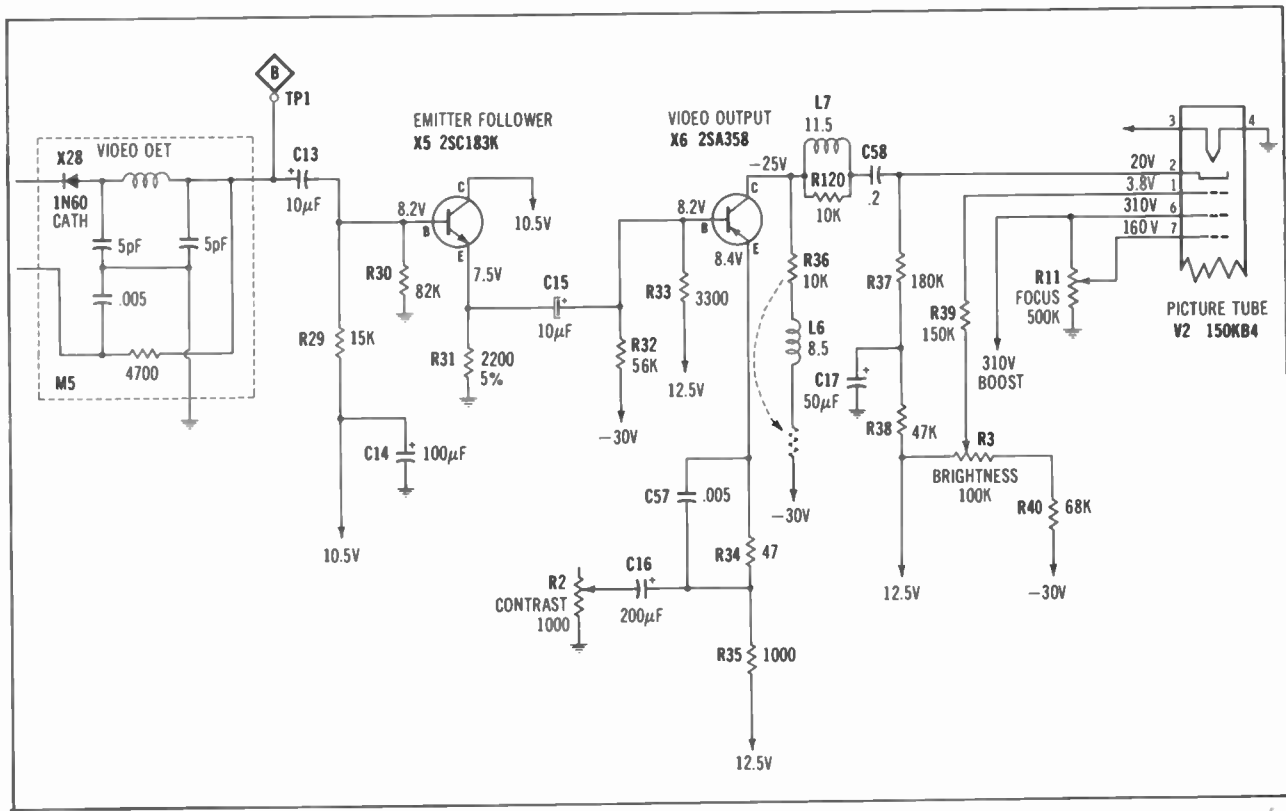 B
TP1
VIDEO OET
X28
1N60
CATH
5pF
5pF
.005
4700
M5
C13
+
10μF
R29
15K
R30
82K
C14
+
100μF
10.5V
EMITTER FOLLOWER
X5 2SC183K
8.2V
C
B
E
10.5V
7.5V
R31
2200
5%
C15
+
10μF
R32
56K
-30V
R33
3300
12.5V
VIDEO OUTPUT
X6 2SA358
8.2V
C
B
E
-25V
8.4V
L7
11.5
R120
10K
C58
.2
R36
10K
L6
8.5
-30V
C57
.005
R34
47
C16
+
200μF
R2
CONTRAST
1000
R35
1000
12.5V
R37
180K
C17
+
50μF
R38
47K
12.5V
R39
150K
R3
BRIGHTNESS
100K
R40
68K
-30V
310V
BOOST
R11
FOCUS
500K
20V
3.8V
310V
160V
3
4
2
1
6
7
PICTURE TUBE
V2 150KB4